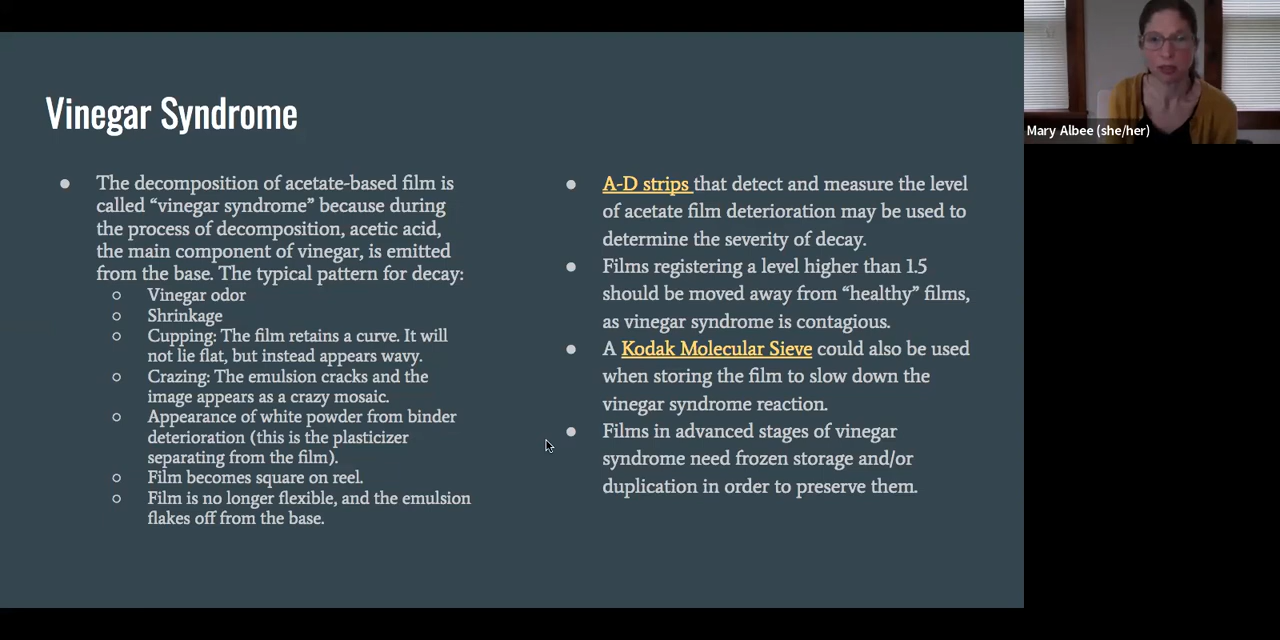 Vinegar Syndrome
● The decomposition of acetate-based film is
called “vinegar syndrome” because during
the process of decomposition, acetic acid,
the main component of vinegar, is emitted
from the base. The typical pattern for decay:
○ Vinegar odor
○ Shrinkage
○ Cupping: The film retains a curve. It will
not lie flat, but instead appears wavy.
○ Crazing: The emulsion cracks and the
image appears as a crazy mosaic.
○ Appearance of white powder from binder
deterioration (this is the plasticizer
separating from the film).
○ Film becomes square on reel.
○ Film is no longer flexible, and the emulsion
flakes off from the base.
● A-D strips that detect and measure the level
of acetate film deterioration may be used to
determine the severity of decay.
● Films registering a level higher than 1.5
should be moved away from “healthy” films,
as vinegar syndrome is contagious.
● A Kodak Molecular Sieve could also be used
when storing the film to slow down the
vinegar syndrome reaction.
● Films in advanced stages of vinegar
syndrome need frozen storage and/or
duplication in order to preserve them.
Mary Albee (she/her)